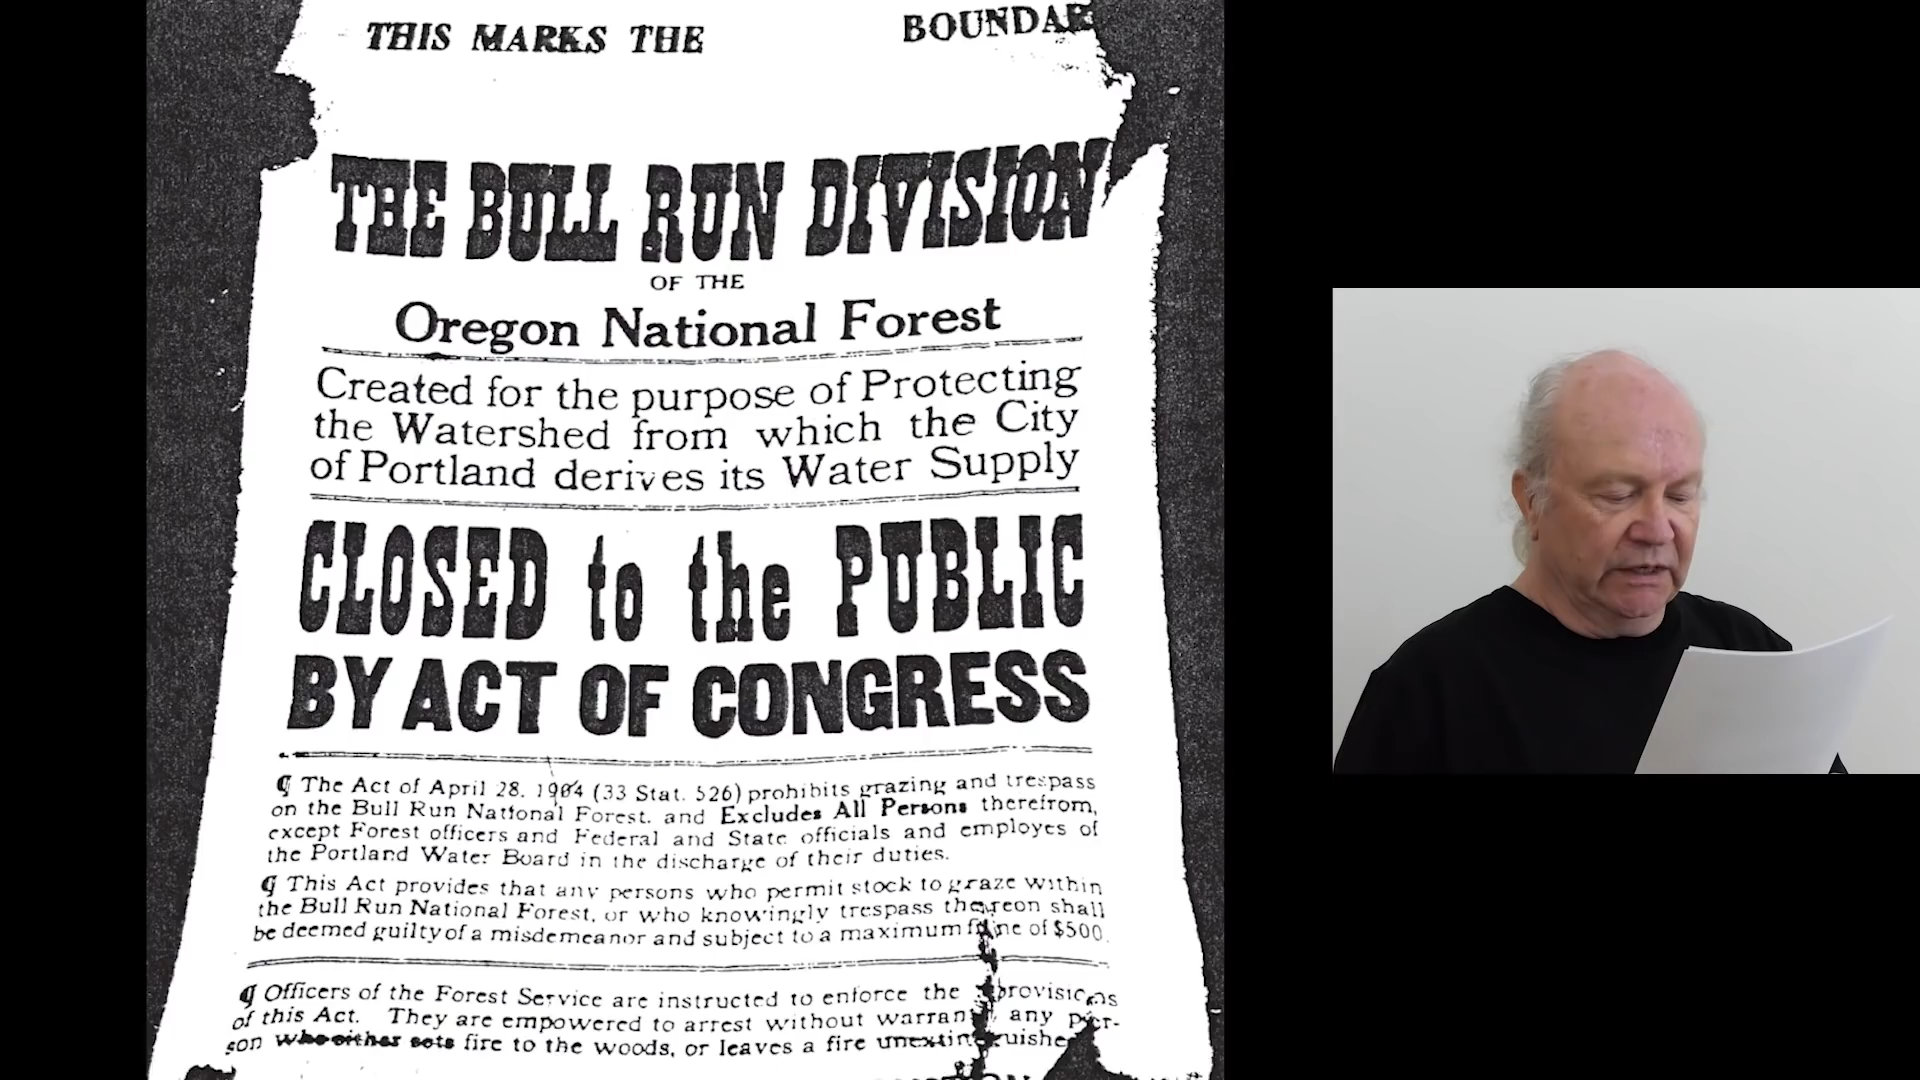 THIS MARKS THE BOUNDAR
THE BULL RUN DIVISION
OF THE
Oregon National Forest
Created for the purpose of Protecting
the Watershed from which the City
of Portland derives its Water Supply
CLOSED to the PUBLIC
BY ACT OF CONGRESS
¶ The Act of April 28, 1904 (33 Stat. 526) prohibits grazing and trespass
on the Bull Run National Forest, and Excludes All Persons therefrom,
except Forest officers and Federal and State officials and employes of
the Portland Water Board in the discharge of their duties.
¶ This Act provides that any persons who permit stock to graze within
the Bull Run National Forest, or who knowingly trespass thereon shall
be deemed guilty of a misdemeanor and subject to a maximum fine of $500.
¶ Officers of the Forest Service are instructed to enforce the provisions
of this Act. They are empowered to arrest without warrant any per-
son who either sets fire to the woods, or leaves a fire unextinguished